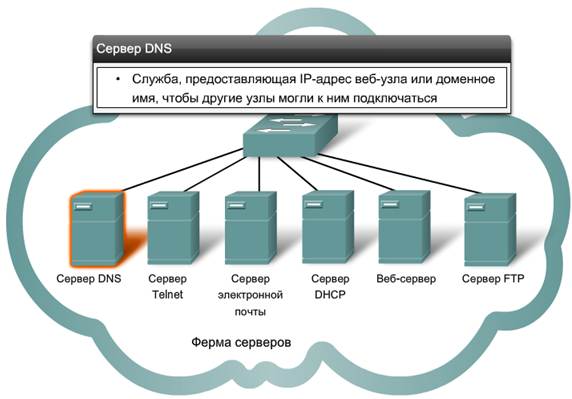 Сервер DNS
• Служба, предоставляющая IP-адрес веб-узла или доменное
имя, чтобы другие узлы могли к ним подключаться
Сервер DNS
Сервер
Telnet
Сервер
электронной
почты
Сервер
DHCP
Веб-сервер
Сервер FTP
Ферма серверов